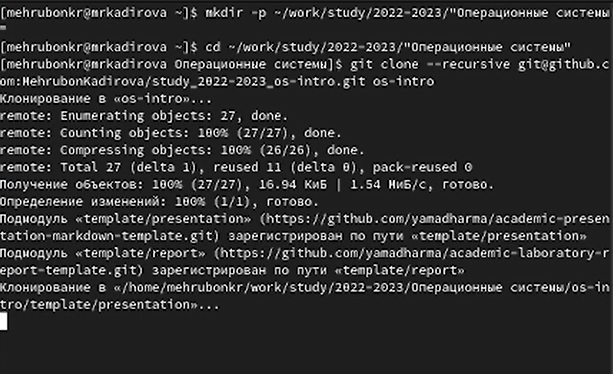 [mehrubonkr@mrkadirova ~]$ mkdir -p ~/work/study/2022-2023/"Операционные системы
"
[mehrubonkr@mrkadirova ~]$ cd ~/work/study/2022-2023/"Операционные системы"
[mehrubonkr@mrkadirova Операционные системы]$ git clone --recursive git@github.c
om:MehrubonKadirova/study_2022-2023_os-intro.git os-intro
Клонирование в «os-intro»...
remote: Enumerating objects: 27, done.
remote: Counting objects: 100% (27/27), done.
remote: Compressing objects: 100% (26/26), done.
remote: Total 27 (delta 1), reused 11 (delta 0), pack-reused 0
Получение объектов: 100% (27/27), 16.94 КиБ | 1.54 МиБ/с, готово.
Определение изменений: 100% (1/1), готово.
Подмодуль «template/presentation» (https://github.com/yamadharma/academic-presen
tation-markdown-template.git) зарегистрирован по пути «template/presentation»
Подмодуль «template/report» (https://github.com/yamadharma/academic-laboratory-r
eport-template.git) зарегистрирован по пути «template/report»
Клонирование в «/home/mehrubonkr/work/study/2022-2023/Операционные системы/os-in
tro/template/presentation»...